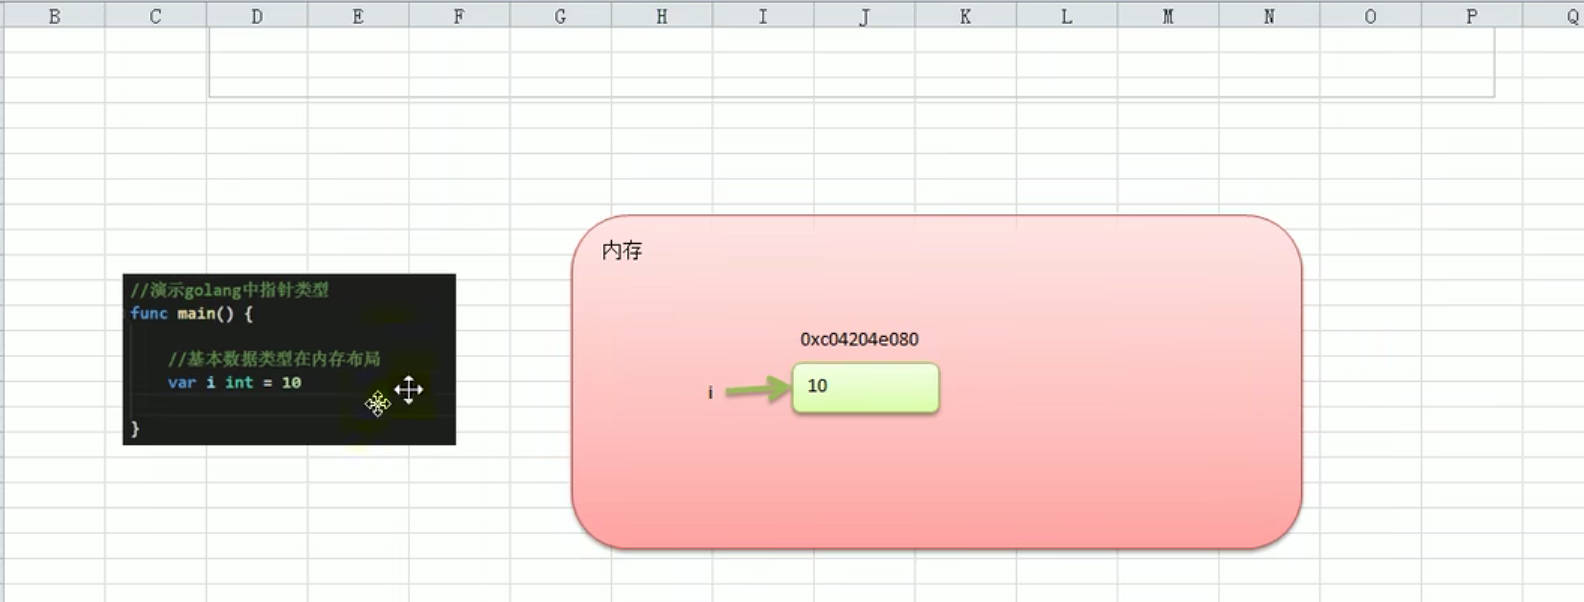 B C D E F G H I J K L M N O P Q
内存
//演示golang中指针类型
func main() {
0xc04204e080
//基本数据类型在内存布局
var i int = 10
i
10
}